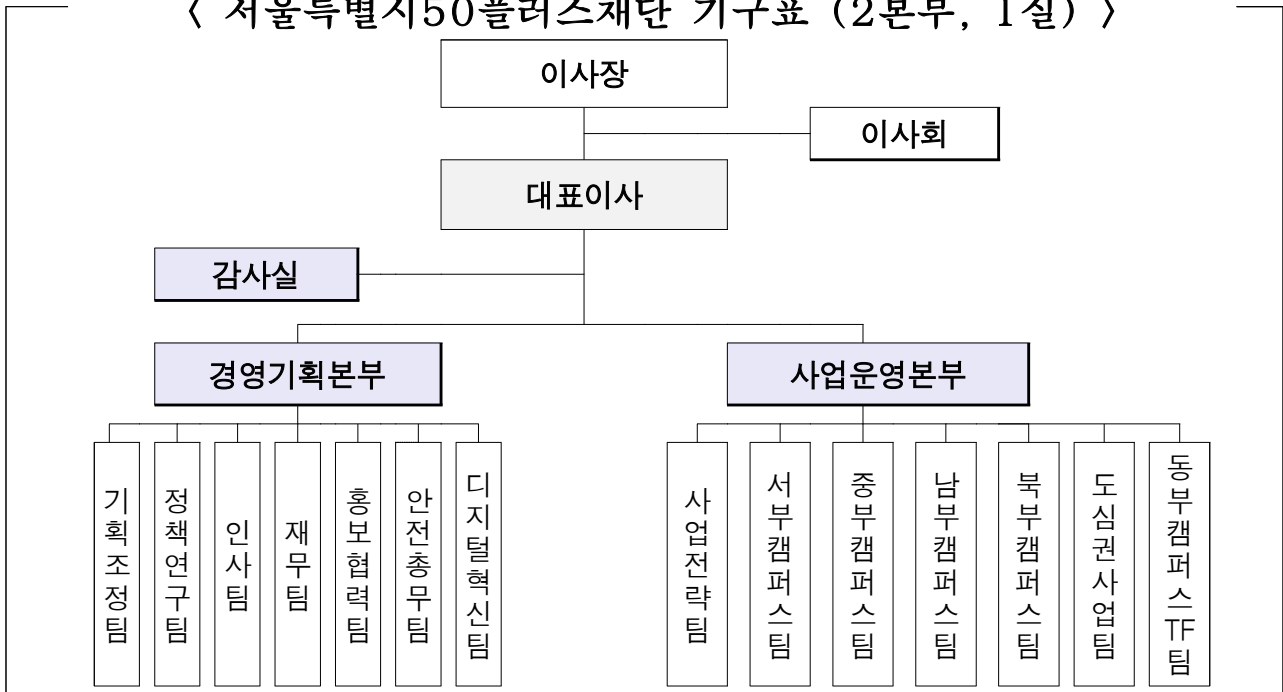 〈 서울특별시50플러스재단 기구표 (2본부, 1실) 〉
이사장
이사회
대표이사
감사실
경영기획본부
사업운영본부
기획조정팀
정책연구팀
인사팀
재무팀
홍보협력팀
안전총무팀
디지털혁신팀
사업전략팀
서부캠퍼스팀
중부캠퍼스팀
남부캠퍼스팀
북부캠퍼스팀
도심권사업팀
동부캠퍼스TF팀